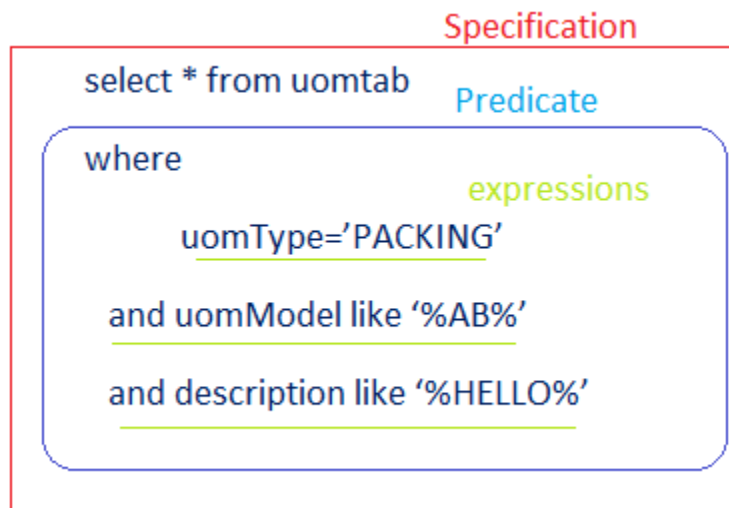 Specification
select * from uomtab
Predicate
where
expressions
uomType=’PACKING’
and uomModel like ‘%AB%’
and description like ‘%HELLO%’